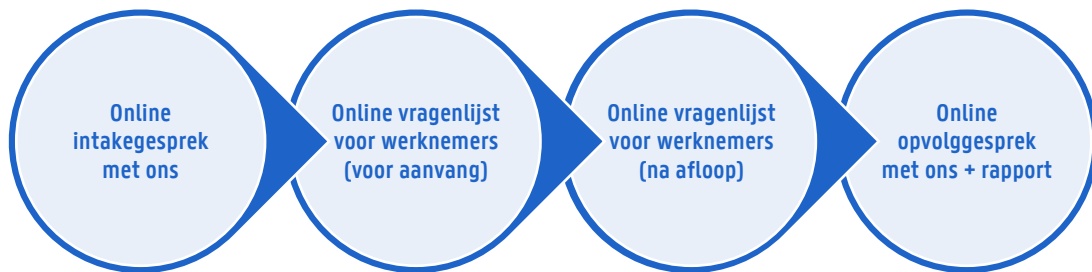 Online
intakegesprek
met ons
Online vragenlijst
voor werknemers
(voor aanvang)
Online vragenlijst
voor werknemers
(na afloop)
Online
opvolggesprek
met ons + rapport